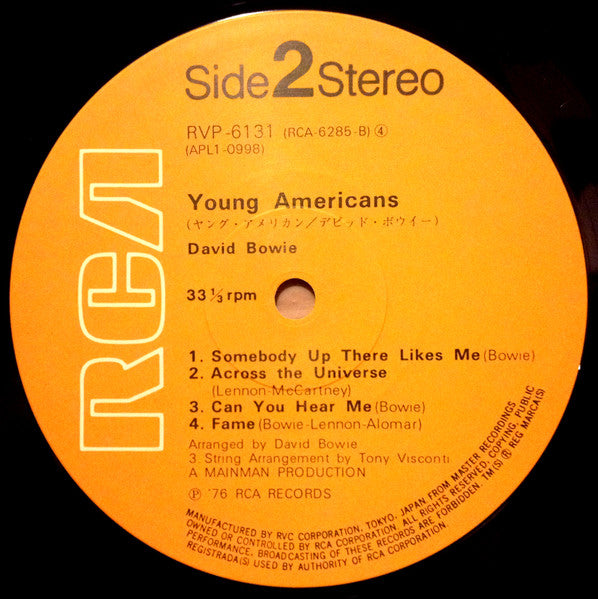 RCA
Side 2 Stereo
RVP-6131 (RCA-6285-B) ④
(APL1-0998)
Young Americans
(ヤング・アメリカン/デビッド・ボウイー)
David Bowie
33 ⅓ rpm
1. Somebody Up There Likes Me (Bowie)
2. Across the Universe
(Lennon-McCartney)
3. Can You Hear Me (Bowie)
4. Fame (Bowie-Lennon-Alomar)
Arranged by David Bowie
3 String Arrangement by Tony Visconti
A MAINMAN PRODUCTION
Ⓟ '76 RCA RECORDS
MANUFACTURED BY RVC CORPORATION, TOKYO, JAPAN, FROM MASTER RECORDINGS
OWNED OR CONTROLLED BY RCA CORPORATION. ALL RIGHTS RESERVED, COPYING, PUBLIC
PERFORMANCE, BROADCASTING OF THESE RECORDS ARE FORBIDDEN. TM(S) ® REG MARCA(S)
REGISTRADA(S) USED BY AUTHORITY OF RCA CORPORATION.